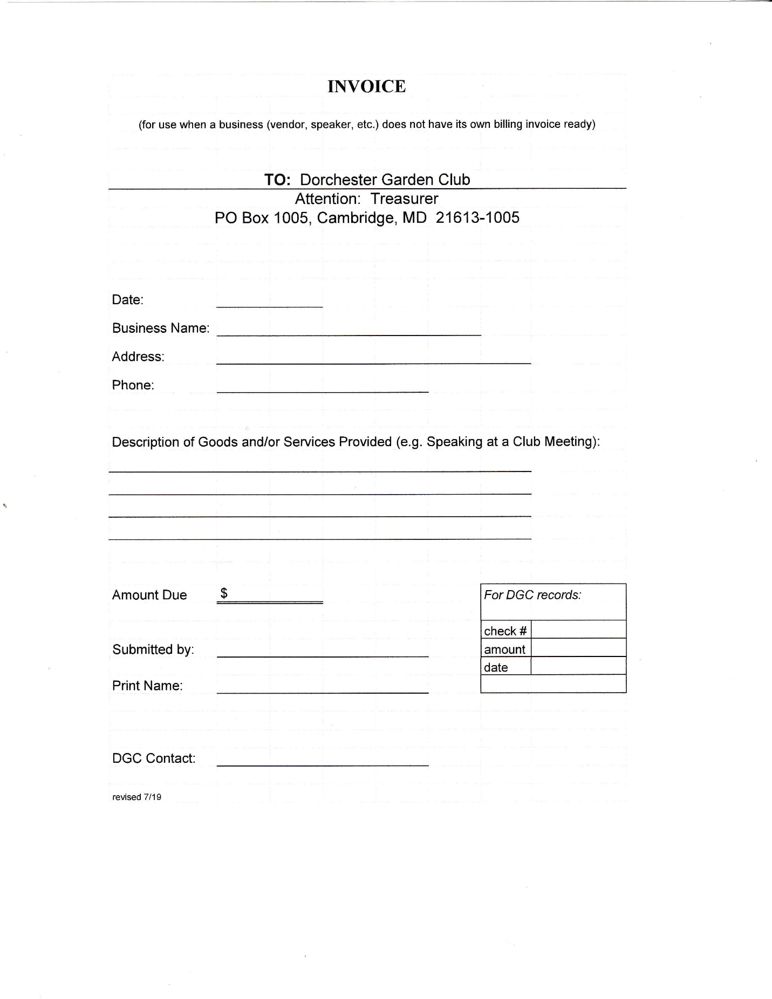 INVOICE
(for use when a business (vendor, speaker, etc.) does not have its own billing invoice ready)
TO: Dorchester Garden Club
Attention: Treasurer
PO Box 1005, Cambridge, MD 21613-1005
Date:
Business Name:
Address:
Phone:
Description of Goods and/or Services Provided (e.g. Speaking at a Club Meeting):
Amount Due $
For DGC records:
check #
amount
date
Submitted by:
Print Name:
DGC Contact:
revised 7/19